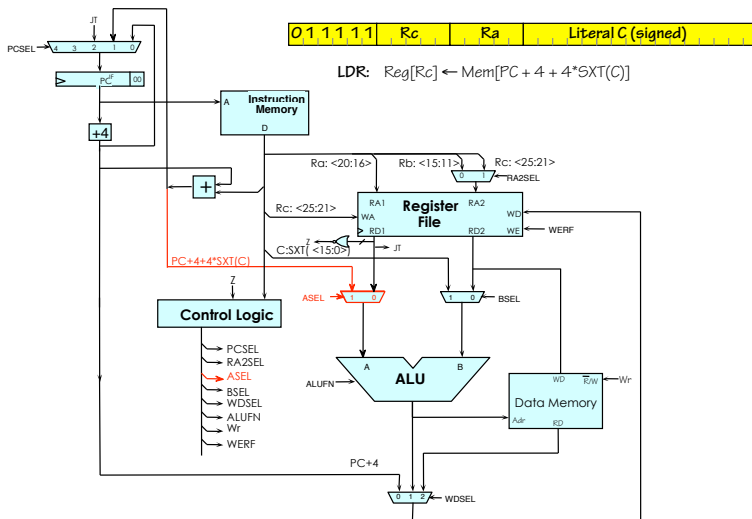 JT
PCSEL
4 3 2 1 0
0 1 1 1 1 1 Rc Ra Literal C (signed)
LDR: Reg[Rc] ← Mem[PC + 4 + 4*SXT(C)]
PC
00
A Instruction Memory
D
+4
Ra: <20:16> Rb: <15:11> Rc: <25:21>
0 1
RA2SEL
+
RA1 RA2
Register File
WA WD
RD1 RD2 WE
WERF
Rc: <25:21>
Z
JT
C:SXT( <15:0>)
PC+4+4*SXT(C)
ASEL
1 0
1 0
BSEL
Z
Control Logic
PCSEL
RA2SEL
ASEL
BSEL
WDSEL
ALUFN
Wr
WERF
A B
ALU
ALUFN
WD R/W
Wr
Data Memory
Adr
RD
PC+4
0 1 2
WDSEL